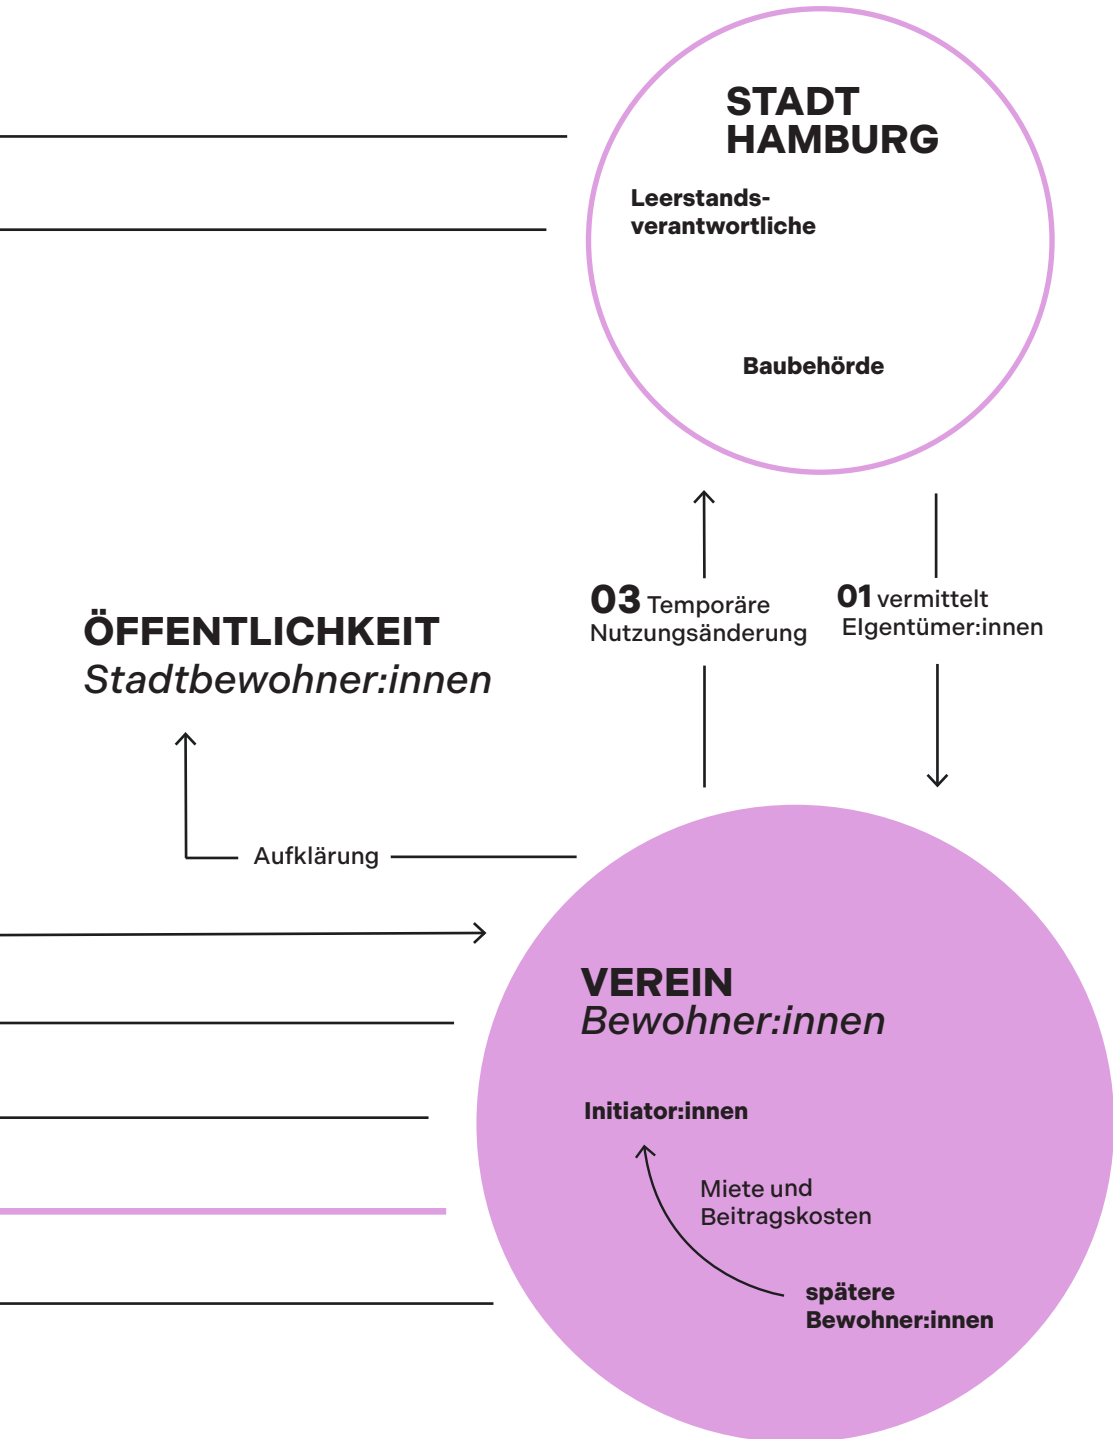 STADT
HAMBURG
Leerstands-
verantwortliche
Baubehörde
03 Temporäre
Nutzungsänderung
01 vermittelt
EIgentümer:innen
ÖFFENTLICHKEIT
Stadtbewohner:innen
Aufklärung
VEREIN
Bewohner:innen
Initiator:innen
Miete und
Beitragskosten
spätere
Bewohner:innen